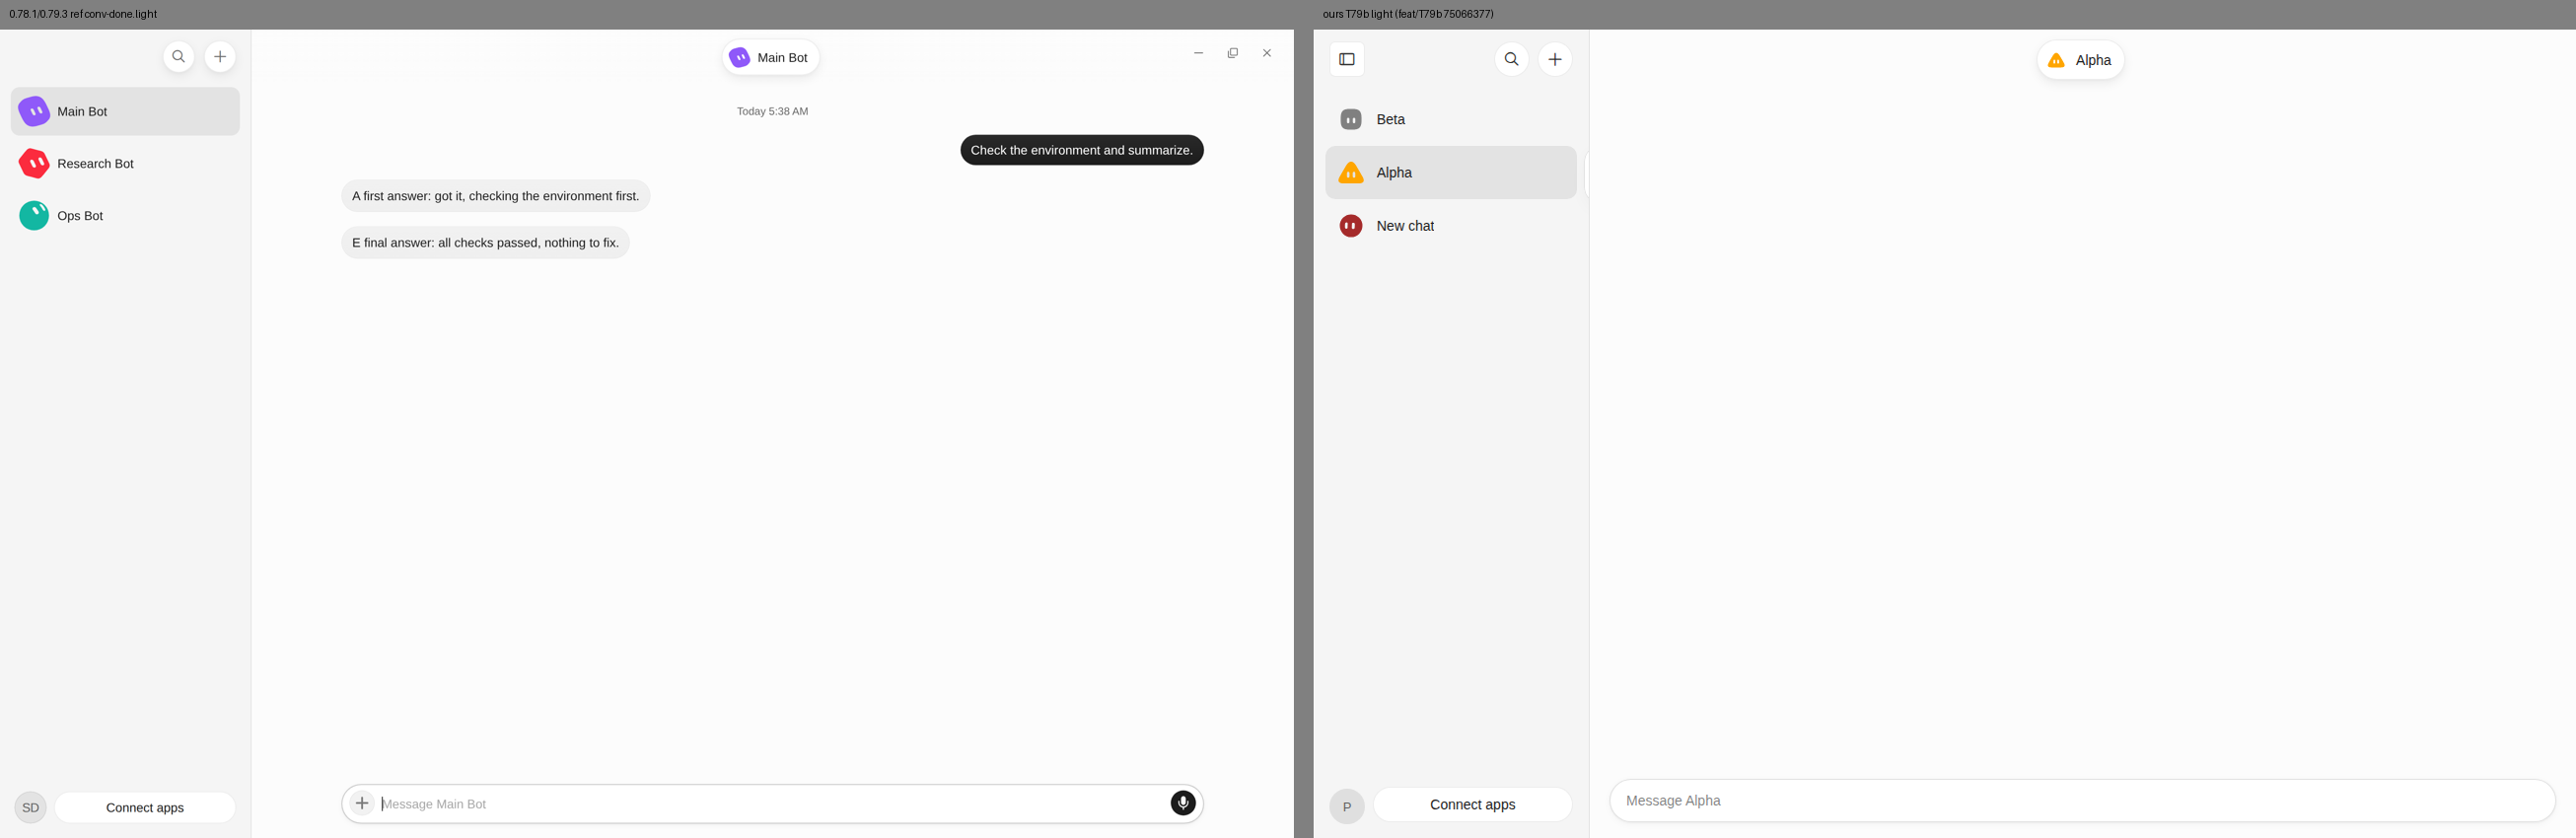 0.78.1/0.79.3 ref conv-done.light
Main Bot
Main Bot
Research Bot
Ops Bot
Today 5:38 AM
Check the environment and summarize.
A first answer: got it, checking the environment first.
E final answer: all checks passed, nothing to fix.
SD
Connect apps
Message Main Bot
ours T79b light (feat/T79b 75066377)
Alpha
Beta
Alpha
New chat
P
Connect apps
Message Alpha